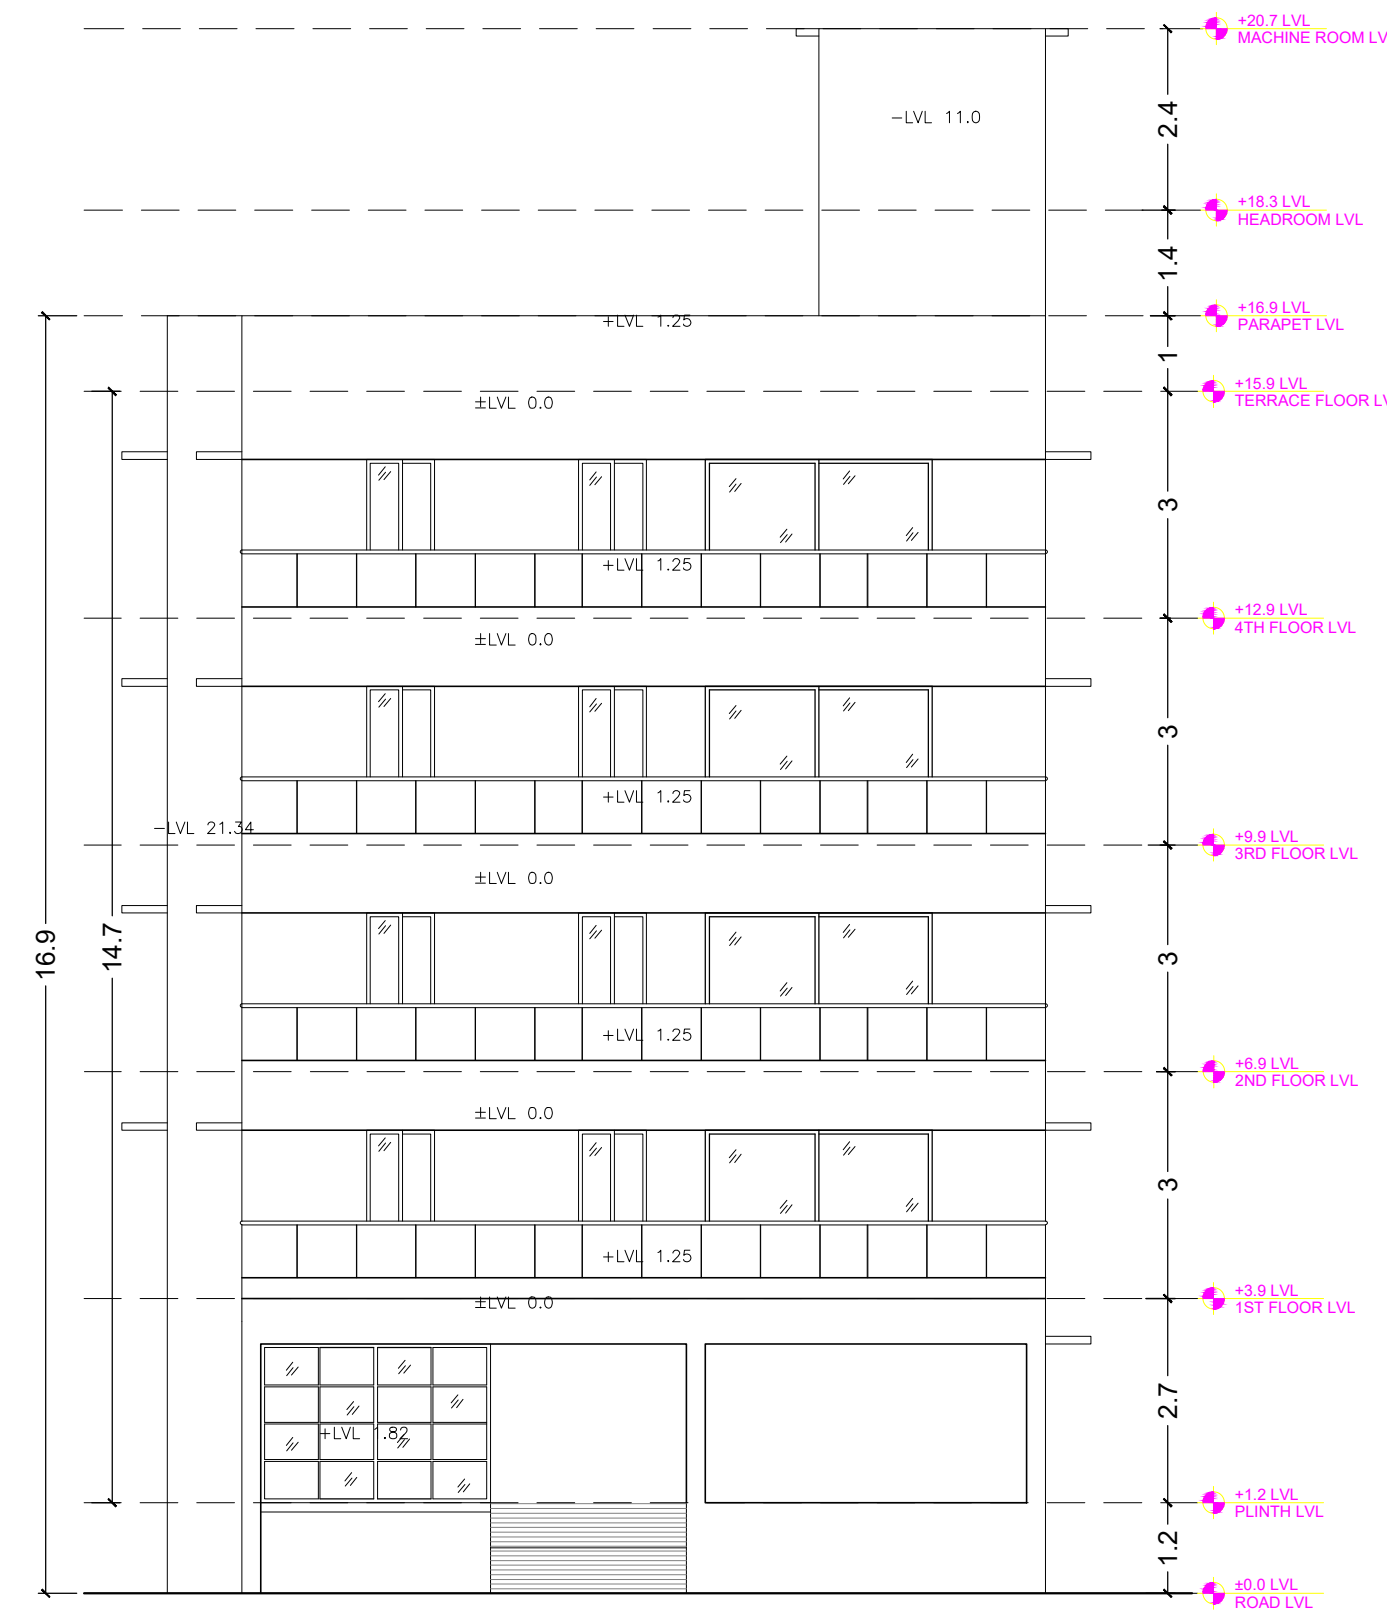 +20.7 LVL
MACHINE ROOM LV
2.4
−LVL 11.0
+18.3 LVL
HEADROOM LVL
1.4
+16.9 LVL
PARAPET LVL
+LVL 1.25
1
+15.9 LVL
TERRACE FLOOR LV
±LVL 0.0
3
+LVL 1.25
+12.9 LVL
4TH FLOOR LVL
±LVL 0.0
3
+LVL 1.25
−LVL 21.34
+9.9 LVL
3RD FLOOR LVL
±LVL 0.0
16.9
14.7
3
+LVL 1.25
+6.9 LVL
2ND FLOOR LVL
±LVL 0.0
3
+LVL 1.25
+3.9 LVL
1ST FLOOR LVL
±LVL 0.0
2.7
+LVL 1.82
+1.2 LVL
PLINTH LVL
1.2
±0.0 LVL
ROAD LVL